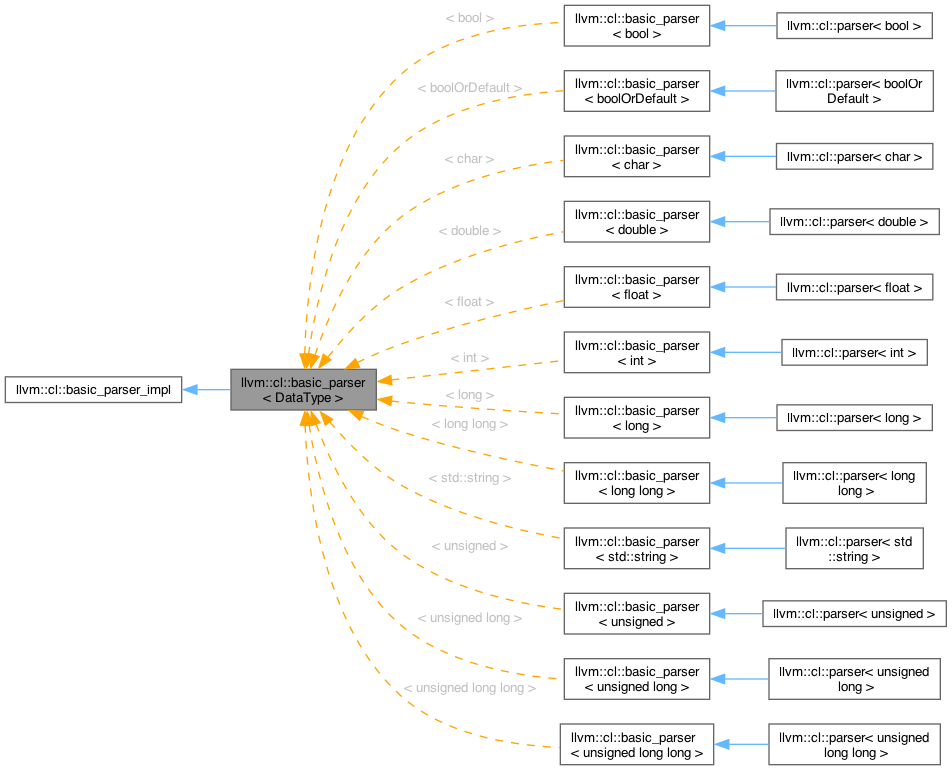 llvm::cl::basic_parser_impl
llvm::cl::basic_parser
< DataType >
< bool >
llvm::cl::basic_parser
< bool >
llvm::cl::parser< bool >
< boolOrDefault >
llvm::cl::basic_parser
< boolOrDefault >
llvm::cl::parser< boolOr
Default >
< char >
llvm::cl::basic_parser
< char >
llvm::cl::parser< char >
< double >
llvm::cl::basic_parser
< double >
llvm::cl::parser< double >
< float >
llvm::cl::basic_parser
< float >
llvm::cl::parser< float >
< int >
llvm::cl::basic_parser
< int >
llvm::cl::parser< int >
< long >
llvm::cl::basic_parser
< long >
llvm::cl::parser< long >
< long long >
llvm::cl::basic_parser
< long long >
llvm::cl::parser< long
long >
< std::string >
llvm::cl::basic_parser
< std::string >
llvm::cl::parser< std
::string >
< unsigned >
llvm::cl::basic_parser
< unsigned >
llvm::cl::parser< unsigned >
< unsigned long >
llvm::cl::basic_parser
< unsigned long >
llvm::cl::parser< unsigned
long >
< unsigned long long >
llvm::cl::basic_parser
< unsigned long long >
llvm::cl::parser< unsigned
long long >